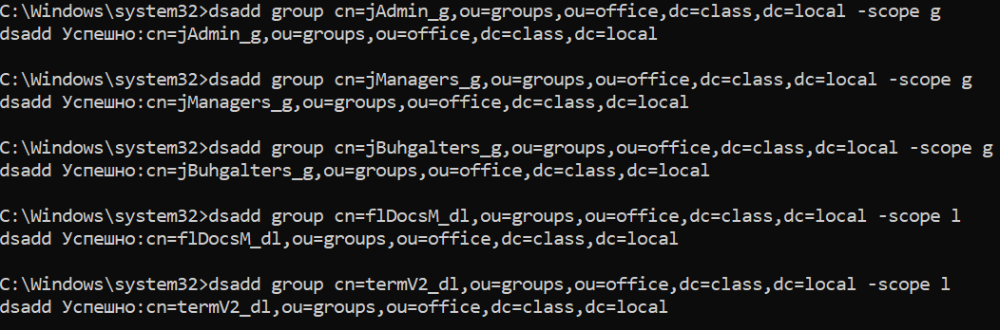 C:\Windows\system32>dsadd group cn=jAdmin_g,ou=groups,ou=office,dc=class,dc=local -scope g
dsadd Успешно:cn=jAdmin_g,ou=groups,ou=office,dc=class,dc=local
C:\Windows\system32>dsadd group cn=jManagers_g,ou=groups,ou=office,dc=class,dc=local -scope g
dsadd Успешно:cn=jManagers_g,ou=groups,ou=office,dc=class,dc=local
C:\Windows\system32>dsadd group cn=jBuhgalters_g,ou=groups,ou=office,dc=class,dc=local -scope g
dsadd Успешно:cn=jBuhgalters_g,ou=groups,ou=office,dc=class,dc=local
C:\Windows\system32>dsadd group cn=flDocsM_dl,ou=groups,ou=office,dc=class,dc=local -scope l
dsadd Успешно:cn=flDocsM_dl,ou=groups,ou=office,dc=class,dc=local
C:\Windows\system32>dsadd group cn=termV2_dl,ou=groups,ou=office,dc=class,dc=local -scope l
dsadd Успешно:cn=termV2_dl,ou=groups,ou=office,dc=class,dc=local